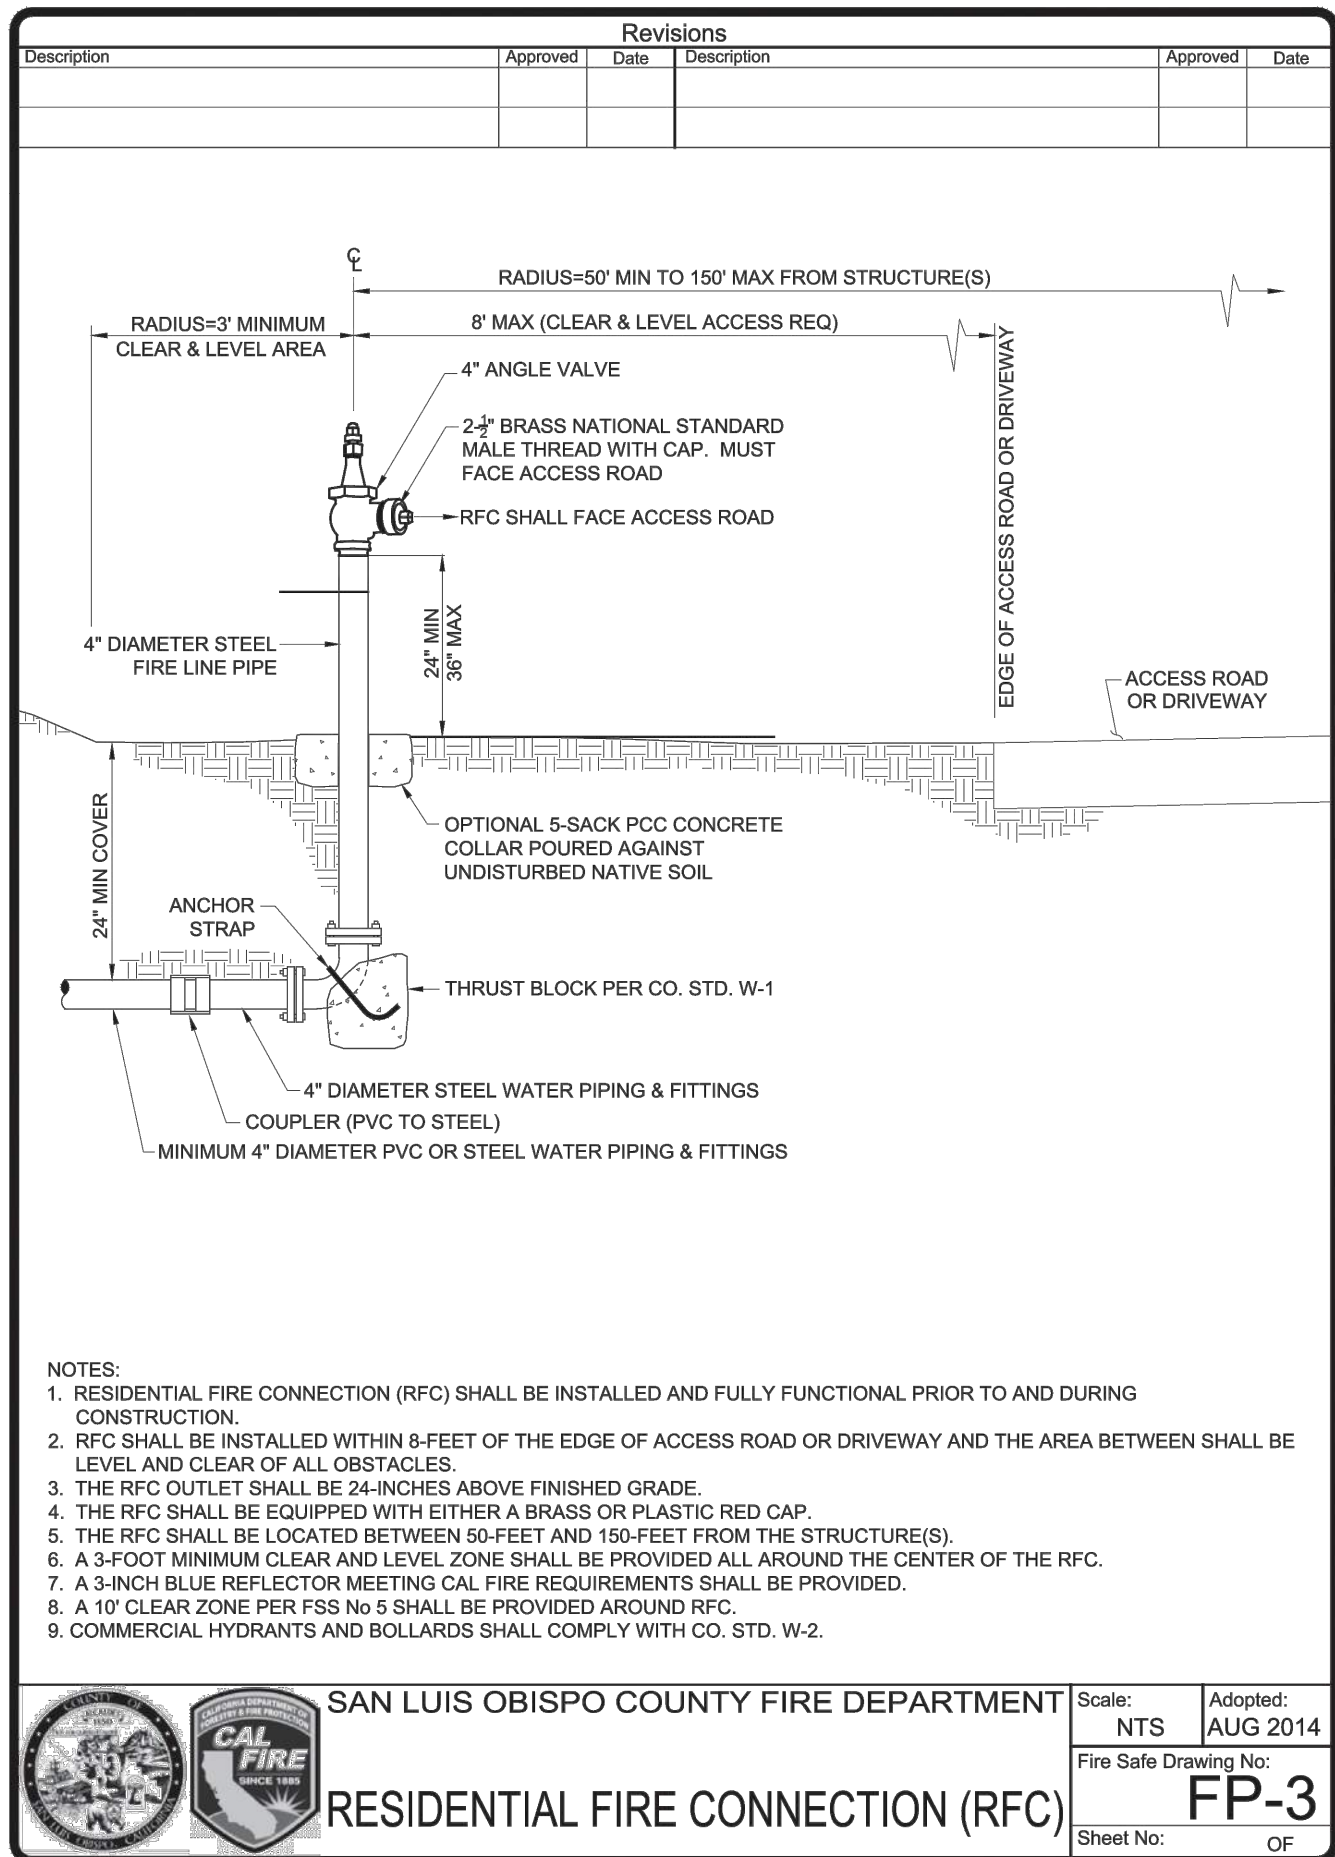 Revisions
Description Approved Date Description Approved Date
℄
RADIUS=50' MIN TO 150' MAX FROM STRUCTURE(S)
RADIUS=3' MINIMUM
CLEAR & LEVEL AREA
8' MAX (CLEAR & LEVEL ACCESS REQ)
4" ANGLE VALVE
2-½" BRASS NATIONAL STANDARD
MALE THREAD WITH CAP. MUST
FACE ACCESS ROAD
RFC SHALL FACE ACCESS ROAD
EDGE OF ACCESS ROAD OR DRIVEWAY
24" MIN
36" MAX
4" DIAMETER STEEL
FIRE LINE PIPE
ACCESS ROAD
OR DRIVEWAY
24" MIN COVER
OPTIONAL 5-SACK PCC CONCRETE
COLLAR POURED AGAINST
UNDISTURBED NATIVE SOIL
ANCHOR
STRAP
THRUST BLOCK PER CO. STD. W-1
4" DIAMETER STEEL WATER PIPING & FITTINGS
COUPLER (PVC TO STEEL)
MINIMUM 4" DIAMETER PVC OR STEEL WATER PIPING & FITTINGS
NOTES:
1. RESIDENTIAL FIRE CONNECTION (RFC) SHALL BE INSTALLED AND FULLY FUNCTIONAL PRIOR TO AND DURING
CONSTRUCTION.
2. RFC SHALL BE INSTALLED WITHIN 8-FEET OF THE EDGE OF ACCESS ROAD OR DRIVEWAY AND THE AREA BETWEEN SHALL BE
LEVEL AND CLEAR OF ALL OBSTACLES.
3. THE RFC OUTLET SHALL BE 24-INCHES ABOVE FINISHED GRADE.
4. THE RFC SHALL BE EQUIPPED WITH EITHER A BRASS OR PLASTIC RED CAP.
5. THE RFC SHALL BE LOCATED BETWEEN 50-FEET AND 150-FEET FROM THE STRUCTURE(S).
6. A 3-FOOT MINIMUM CLEAR AND LEVEL ZONE SHALL BE PROVIDED ALL AROUND THE CENTER OF THE RFC.
7. A 3-INCH BLUE REFLECTOR MEETING CAL FIRE REQUIREMENTS SHALL BE PROVIDED.
8. A 10' CLEAR ZONE PER FSS No 5 SHALL BE PROVIDED AROUND RFC.
9. COMMERCIAL HYDRANTS AND BOLLARDS SHALL COMPLY WITH CO. STD. W-2.
COUNTY OF
SAN LUIS OBISPO, CALIFORNIA
CALIFORNIA DEPARTMENT OF
FORESTRY & FIRE PROTECTION
CAL
FIRE
SINCE 1885
SAN LUIS OBISPO COUNTY FIRE DEPARTMENT
RESIDENTIAL FIRE CONNECTION (RFC)
Scale:
NTS
Adopted:
AUG 2014
Fire Safe Drawing No:
FP-3
Sheet No: OF